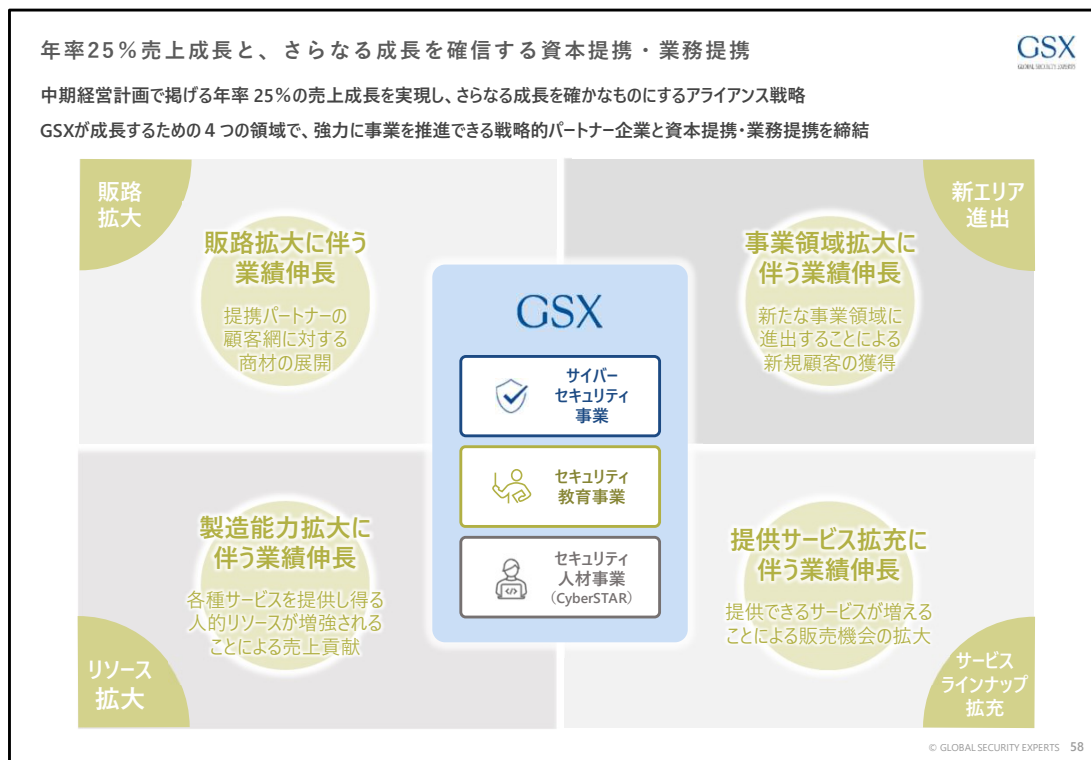 年率25%売上成長と、さらなる成長を確信する資本提携・業務提携
GSX
GLOBAL SECURITY EXPERTS
中期経営計画で掲げる年率 25%の売上成長を実現し、さらなる成長を確かなものにするアライアンス戦略
GSXが成長するための4つの領域で、強力に事業を推進できる戦略的パートナー企業と資本提携・業務提携を締結
販路
拡大
販路拡大に伴う
業績伸長
提携パートナーの
顧客網に対する
商材の展開
新エリア
進出
事業領域拡大に
伴う業績伸長
新たな事業領域に
進出することによる
新規顧客の獲得
GSX
サイバー
セキュリティ
事業
セキュリティ
教育事業
セキュリティ
人材事業
(CyberSTAR)
製造能力拡大に
伴う業績伸長
各種サービスを提供し得る
人的リソースが増強される
ことによる売上貢献
リソース
拡大
提供サービス拡充に
伴う業績伸長
提供できるサービスが増える
ことによる販売機会の拡大
サービス
ラインナップ
拡充
© GLOBAL SECURITY EXPERTS 58